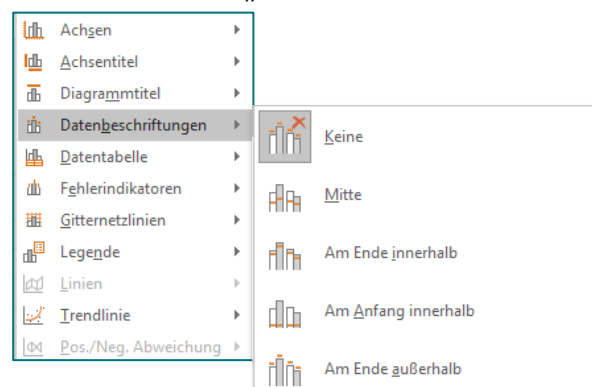 „
Achsen
Achsentitel
Diagrammtitel
Datenbeschriftungen
Datentabelle
Fehlerindikatoren
Gitternetzlinien
Legende
Linien
Trendlinie
Pos./Neg. Abweichung
Keine
Mitte
Am Ende innerhalb
Am Anfang innerhalb
Am Ende außerhalb